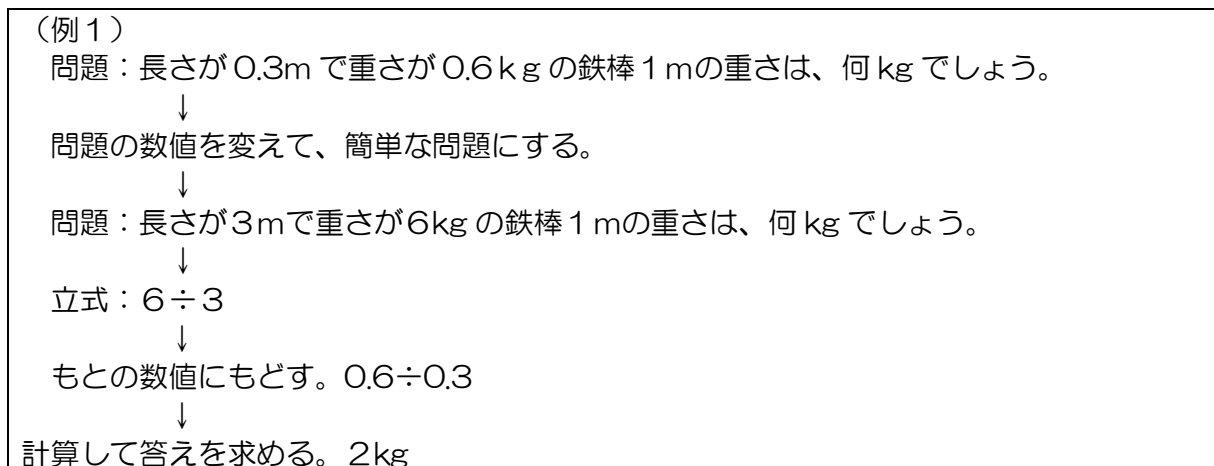 （例１）
問題：長さが０.３ｍで重さが０.６ｋｇの鉄棒１ｍの重さは、何 kg でしょう。
↓
問題の数値を変えて、簡単な問題にする。
↓
問題：長さが３ｍで重さが６kg の鉄棒１ｍの重さは、何 kg でしょう。
↓
立式：６÷３
↓
もとの数値にもどす。０.６÷０.３
↓
計算して答えを求める。２kg